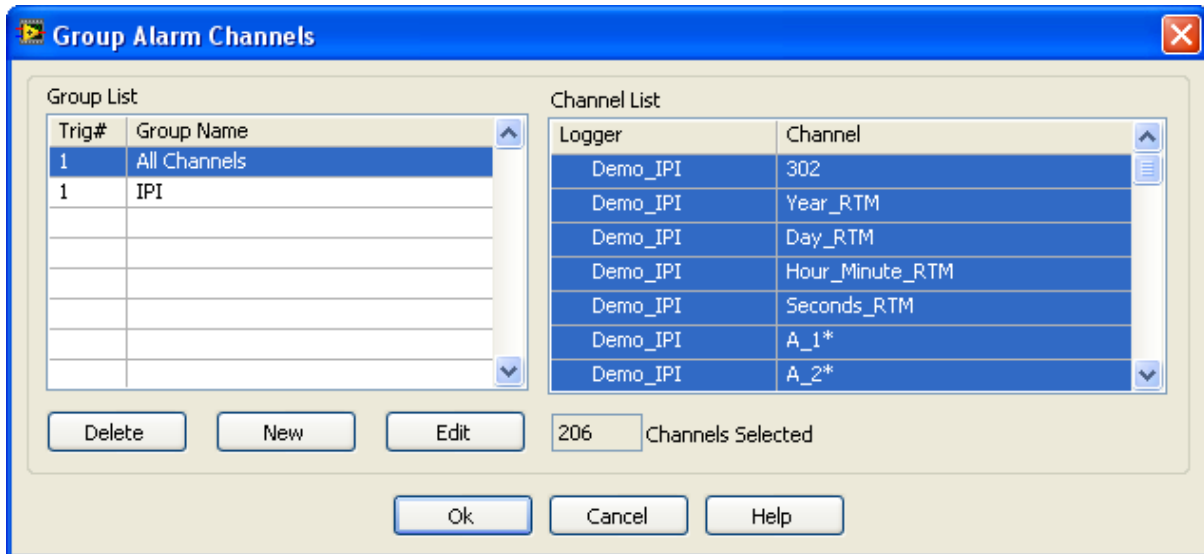 Group Alarm Channels
Group List
Trig# Group Name
1 All Channels
1 IPI
Channel List
Logger Channel
Demo_IPI 302
Demo_IPI Year_RTM
Demo_IPI Day_RTM
Demo_IPI Hour_Minute_RTM
Demo_IPI Seconds_RTM
Demo_IPI A_1*
Demo_IPI A_2*
Delete New Edit
206 Channels Selected
Ok Cancel Help